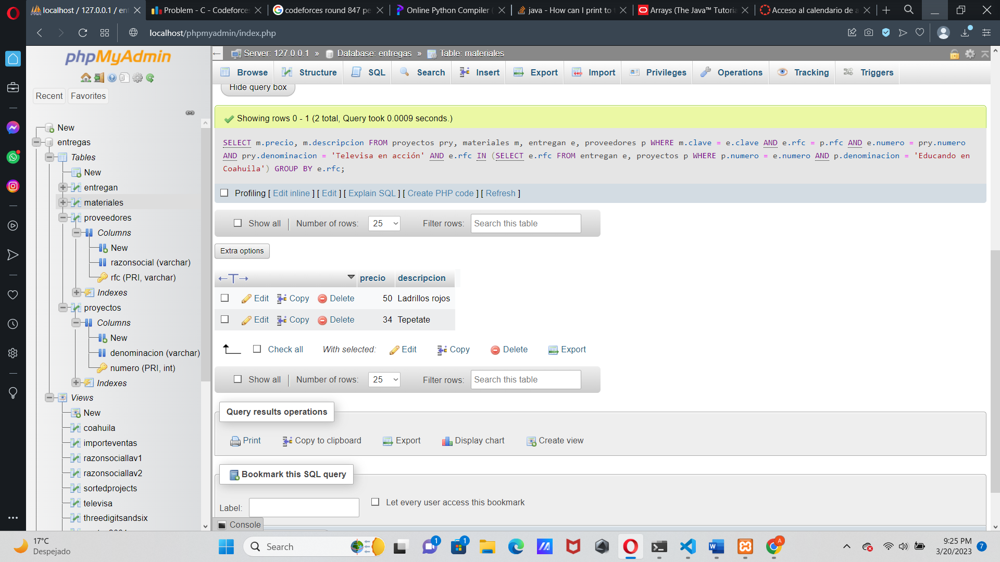 localhost / 127.0.0.1 / en
Problem - C - Codeforces
codeforces round 847 pe
Online Python Compiler (
java - How can I print to
Arrays (The Java™ Tutoria
Acceso al calendario de a
localhost/phpmyadmin/index.php
phpMyAdmin
Recent
Favorites
New
entregas
Tables
New
entregan
materiales
proveedores
Columns
New
razonsocial (varchar)
rfc (PRI, varchar)
Indexes
proyectos
Columns
New
denominacion (varchar)
numero (PRI, int)
Indexes
Views
New
coahuila
importeventas
razonsociallav1
razonsociallav2
sortedprojects
televisa
threedigitsandsix
Server: 127.0.0.1 » Database: entregas » Table: materiales
Browse Structure SQL Search Insert Export Import Privileges Operations Tracking Triggers
Hide query box
Showing rows 0 - 1 (2 total, Query took 0.0009 seconds.)
SELECT m.precio, m.descripcion FROM proyectos pry, materiales m, entregan e, proveedores p WHERE m.clave = e.clave AND e.rfc = p.rfc AND e.numero = pry.numero
AND pry.denominacion = 'Televisa en acción' AND e.rfc IN (SELECT e.rfc FROM entregan e, proyectos p WHERE p.numero = e.numero AND p.denominacion = 'Educando en
Coahuila') GROUP BY e.rfc;
Profiling [ Edit inline ] [ Edit ] [ Explain SQL ] [ Create PHP code ] [ Refresh ]
Show all Number of rows: 25 Filter rows: Search this table
Extra options
precio descripcion
Edit Copy Delete 50 Ladrillos rojos
Edit Copy Delete 34 Tepetate
Check all With selected: Edit Copy Delete Export
Show all Number of rows: 25 Filter rows: Search this table
Query results operations
Print Copy to clipboard Export Display chart Create view
Bookmark this SQL query
Label: Let every user access this bookmark
Console
17°C
Despejado
Search
1
1
A
9:25 PM
3/20/2023
7